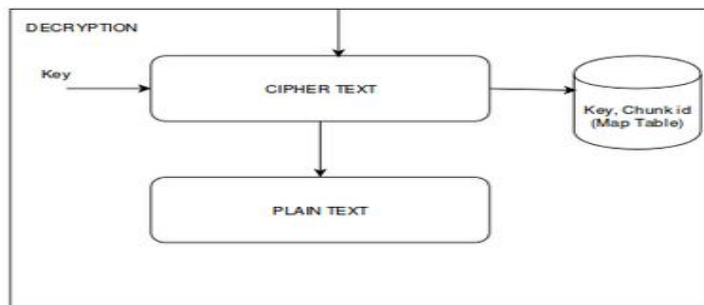 DECRYPTION
Key
CIPHER TEXT
Key, Chunk id
(Map Table)
PLAIN TEXT